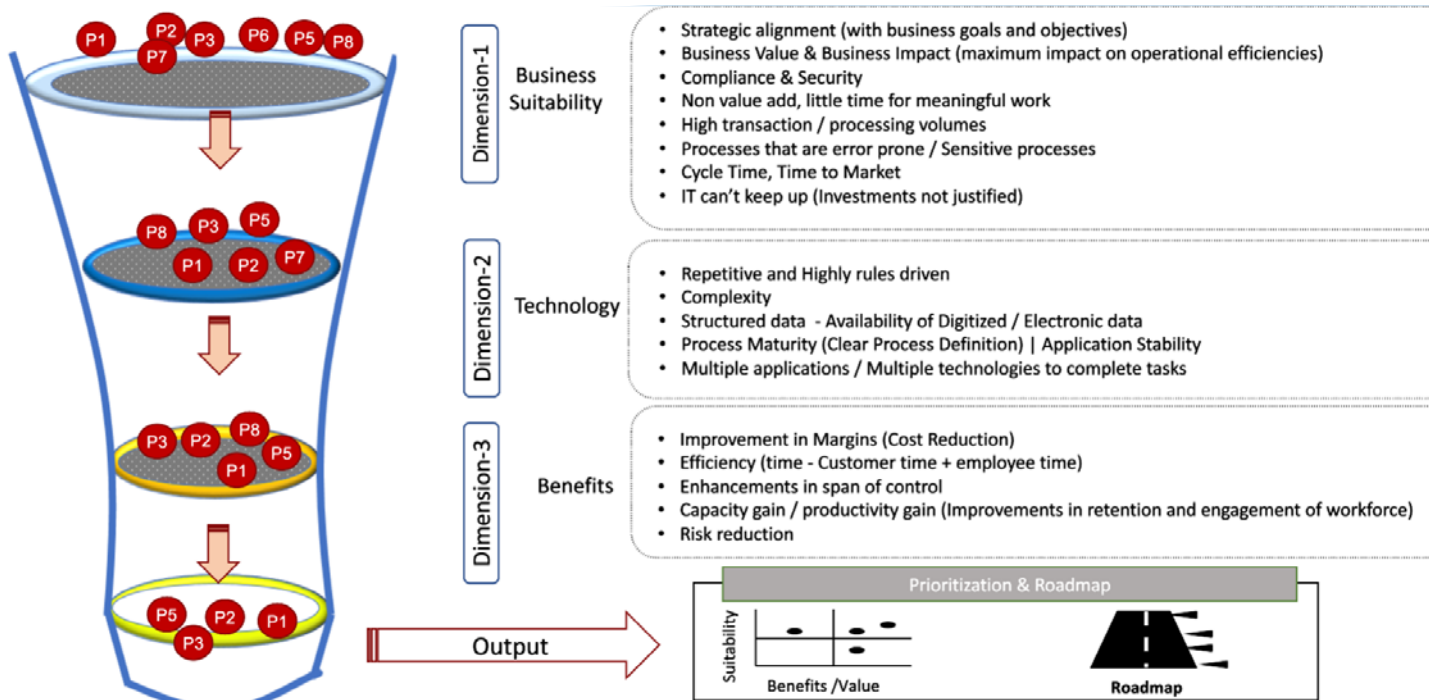 P1
P2
P3
P6
P5
P8
P7
Dimension-1
Business
Suitability
• Strategic alignment (with business goals and objectives)
• Business Value & Business Impact (maximum impact on operational efficiencies)
• Compliance & Security
• Non value add, little time for meaningful work
• High transaction / processing volumes
• Processes that are error prone / Sensitive processes
• Cycle Time, Time to Market
• IT can’t keep up (Investments not justified)
P8
P3
P5
P1
P2
P7
Dimension-2
Technology
• Repetitive and Highly rules driven
• Complexity
• Structured data - Availability of Digitized / Electronic data
• Process Maturity (Clear Process Definition) | Application Stability
• Multiple applications / Multiple technologies to complete tasks
P3
P2
P8
P5
P1
Dimension-3
Benefits
• Improvement in Margins (Cost Reduction)
• Efficiency (time - Customer time + employee time)
• Enhancements in span of control
• Capacity gain / productivity gain (Improvements in retention and engagement of workforce)
• Risk reduction
P5
P2
P1
P3
Output
Prioritization & Roadmap
Suitability
Benefits /Value
Roadmap